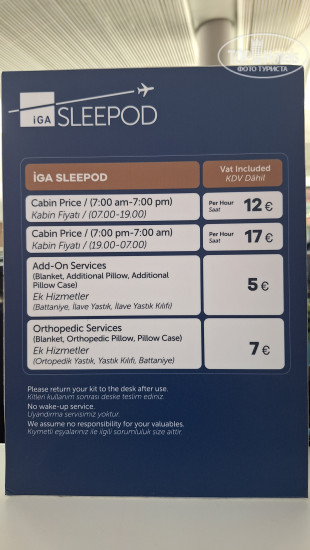 ФОТО ТУРИСТА
iGA SLEEPOD
İGA SLEEPOD
Vat Included
KDV Dâhil
Cabin Price / (7:00 am-7:00 pm)
Kabin Fiyatı / (07.00-19.00)
Per Hour
Saat
12 €
Cabin Price / (7:00 pm-7:00 am)
Kabin Fiyatı / (19.00-07.00)
Per Hour
Saat
17 €
Add-On Services
(Blanket, Additional Pillow, Additional
Pillow Case)
Ek Hizmetler
(Battaniye, İlave Yastık, İlave Yastık Kılıfı)
5 €
Orthopedic Services
(Blanket, Orthopedic Pillow, Pillow Case)
Ek Hizmetler
(Ortopedik Yastık, Yastık Kılıfı, Battaniye)
7 €
Please return your kit to the desk after use.
Kitleri kullanım sonrası deske teslim ediniz.
No wake-up service.
Uyandırma servisimiz yoktur.
We assume no responsibility for your valuables.
Kıymetli eşyalarınız ile ilgili sorumluluk size aittir.